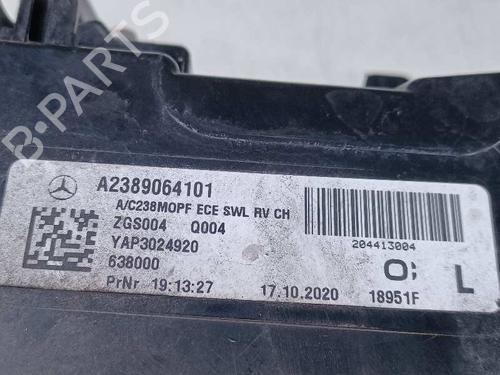 B-PARTS
A2389064101
A/C238MOPF ECE SWL RV CH
ZGS004 Q004
YAP3024920
638000
PrNr 19:13:27 17.10.2020
204413004
O: L
18951F